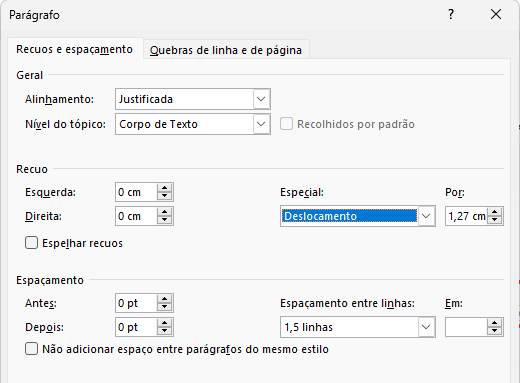 Parágrafo ?
Recuos e espaçamento Quebras de linha e de página
Geral
Alinhamento: Justificada
Nível do tópico: Corpo de Texto Recolhidos por padrão
Recuo
Esquerda: 0 cm Especial: Por:
Direita: 0 cm Deslocamento 1,27 cm
Espelhar recuos
Espaçamento
Antes: 0 pt Espaçamento entre linhas: Em:
Depois: 0 pt 1,5 linhas
Não adicionar espaço entre parágrafos do mesmo estilo